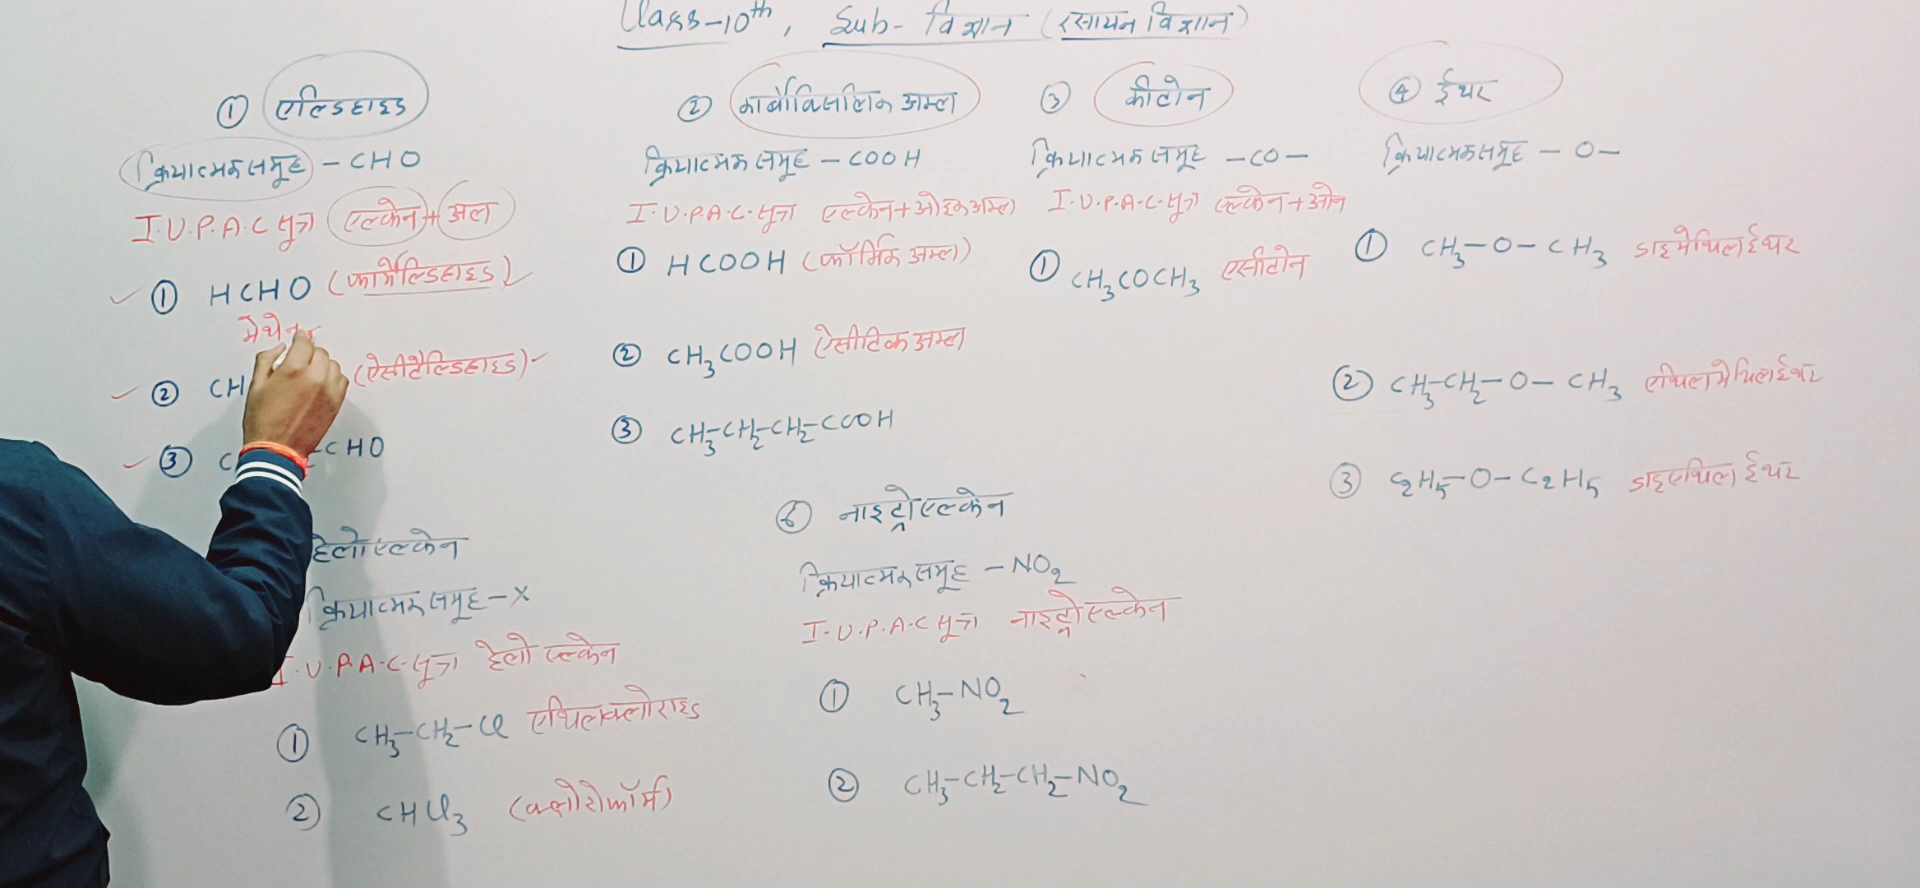 Class-10th, Sub- विज्ञान (रसायन विज्ञान)
① एल्डिहाइड
क्रियात्मक समूह - CHO
I.U.P.A.C सूत्र एल्केन + अल
① HCHO (फार्मेल्डिहाइड)
मेथेन
② CH (ऐसीटैल्डिहाइड)
③ C -CHO
② कार्बोक्सिलिक अम्ल
क्रियात्मक समूह - COOH
I.U.P.A.C. सूत्र एल्केन + ओइक अम्ल
① HCOOH (फॉर्मिक अम्ल)
② CH₃COOH ऐसीटिक अम्ल
③ CH₃-CH₂-CH₂-COOH
③ कीटोन
क्रियात्मक समूह -CO-
I.U.P.A.C. सूत्र एल्केन + ओन
① CH₃COCH₃ एसीटोन
④ ईथर
क्रियात्मक समूह - O -
① CH₃-O-CH₃ डाइमेथिल ईथर
② CH₃-CH₂-O-CH₃ एथिल मेथिल ईथर
③ C₂H₅-O-C₂H₅ डाइएथिल ईथर
हेलोएल्केन
क्रियात्मक समूह - X
I.U.P.A.C. सूत्र हेलो एल्केन
① CH₃-CH₂-Cl एथिल क्लोराइड
② CHCl₃ (क्लोरोफॉर्म)
⑥ नाइट्रोएल्केन
क्रियात्मक समूह - NO₂
I.U.P.A.C सूत्र नाइट्रोएल्केन
① CH₃-NO₂
② CH₃-CH₂-CH₂-NO₂